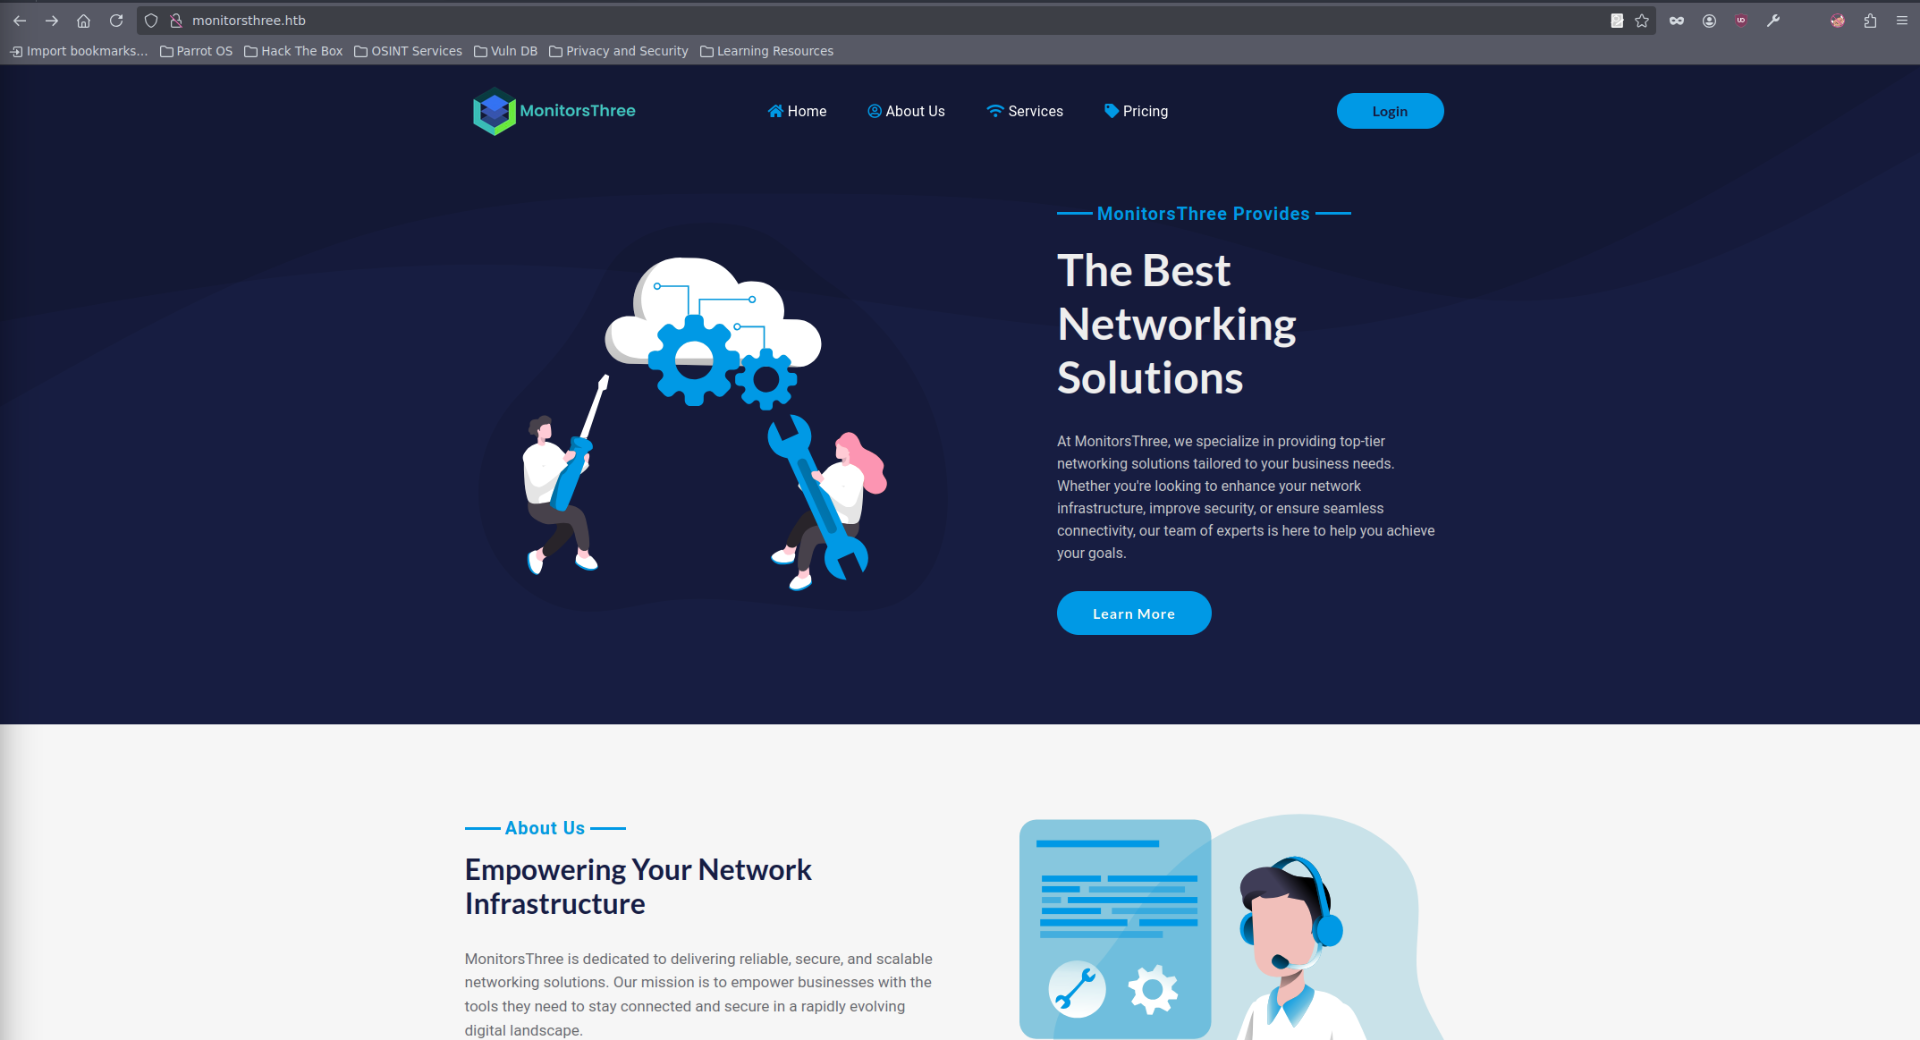 monitorsthree.htb
Import bookmarks... Parrot OS Hack The Box OSINT Services Vuln DB Privacy and Security Learning Resources
MonitorsThree Home About Us Services Pricing Login
MonitorsThree Provides
The Best
Networking
Solutions
At MonitorsThree, we specialize in providing top-tier
networking solutions tailored to your business needs.
Whether you're looking to enhance your network
infrastructure, improve security, or ensure seamless
connectivity, our team of experts is here to help you achieve
your goals.
Learn More
About Us
Empowering Your Network
Infrastructure
MonitorsThree is dedicated to delivering reliable, secure, and scalable
networking solutions. Our mission is to empower businesses with the
tools they need to stay connected and secure in a rapidly evolving
digital landscape.